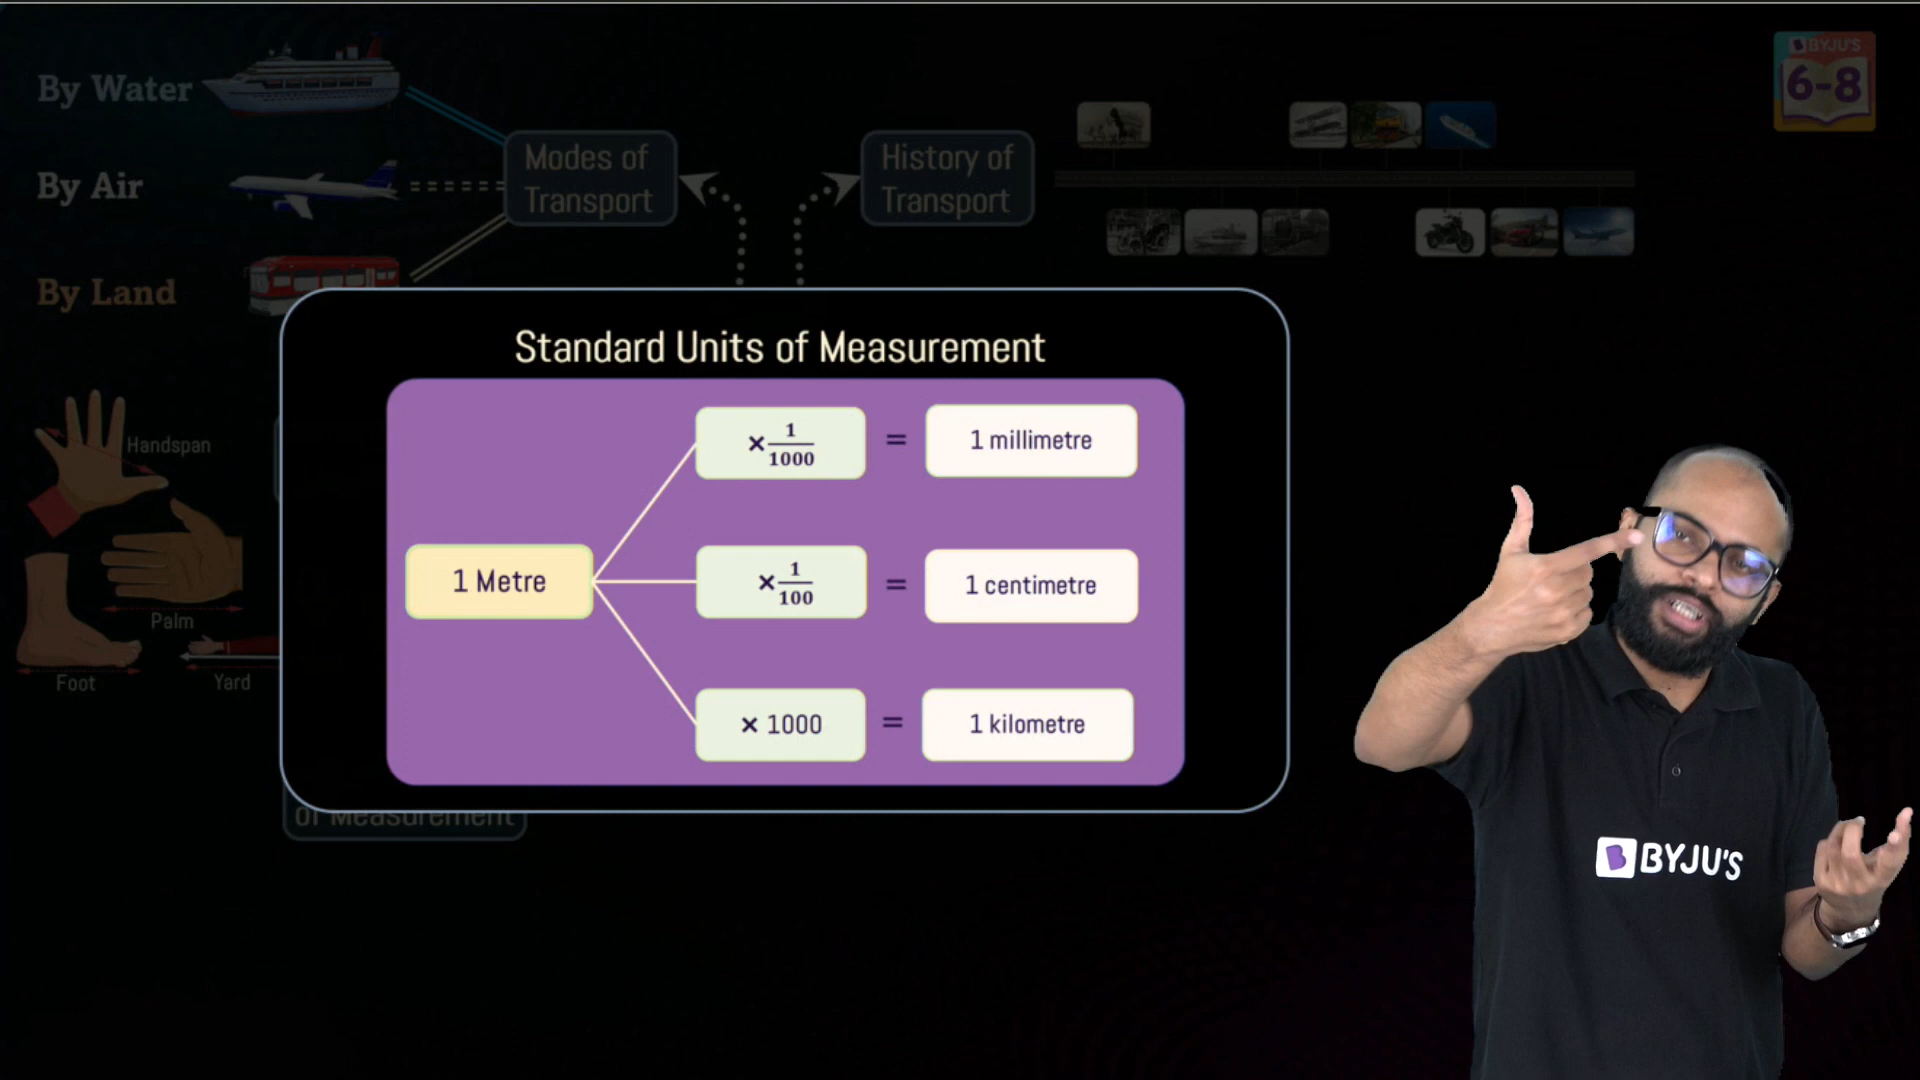 By Water
By Air
By Land
Modes of
Transport
History of
Transport
BYJU'S
6-8
Standard Units of Measurement
1 Metre
× 1/1000 = 1 millimetre
× 1/100 = 1 centimetre
× 1000 = 1 kilometre
Handspan
Palm
Foot
Yard
of Measurement
BYJU'S